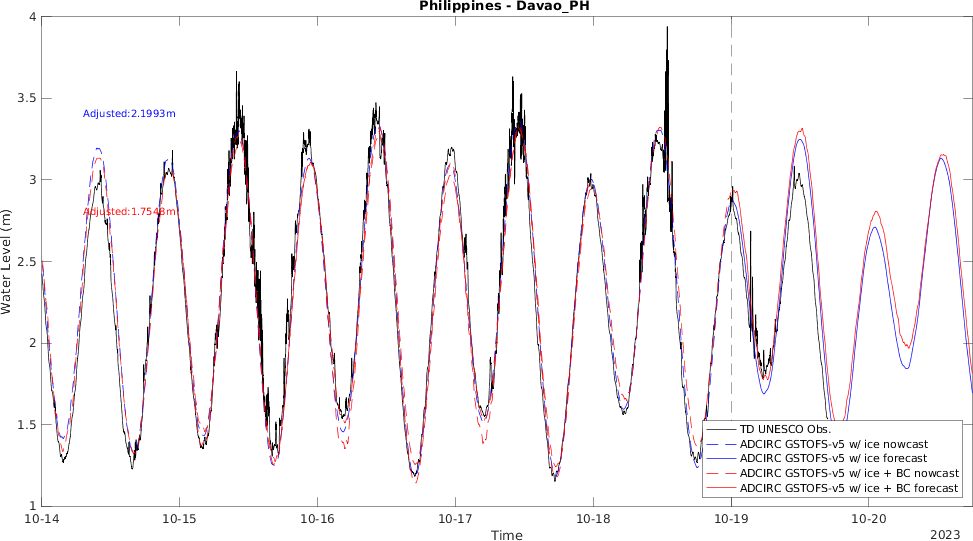 Philippines - Davao_PH
4
3.5
3
2.5
2
1.5
1
Water Level (m)
Adjusted:2.1993m
Adjusted:1.7548m
TD UNESCO Obs.
ADCIRC GSTOFS-v5 w/ ice nowcast
ADCIRC GSTOFS-v5 w/ ice forecast
ADCIRC GSTOFS-v5 w/ ice + BC nowcast
ADCIRC GSTOFS-v5 w/ ice + BC forecast
10-14 10-15 10-16 10-17 10-18 10-19 10-20
Time
2023